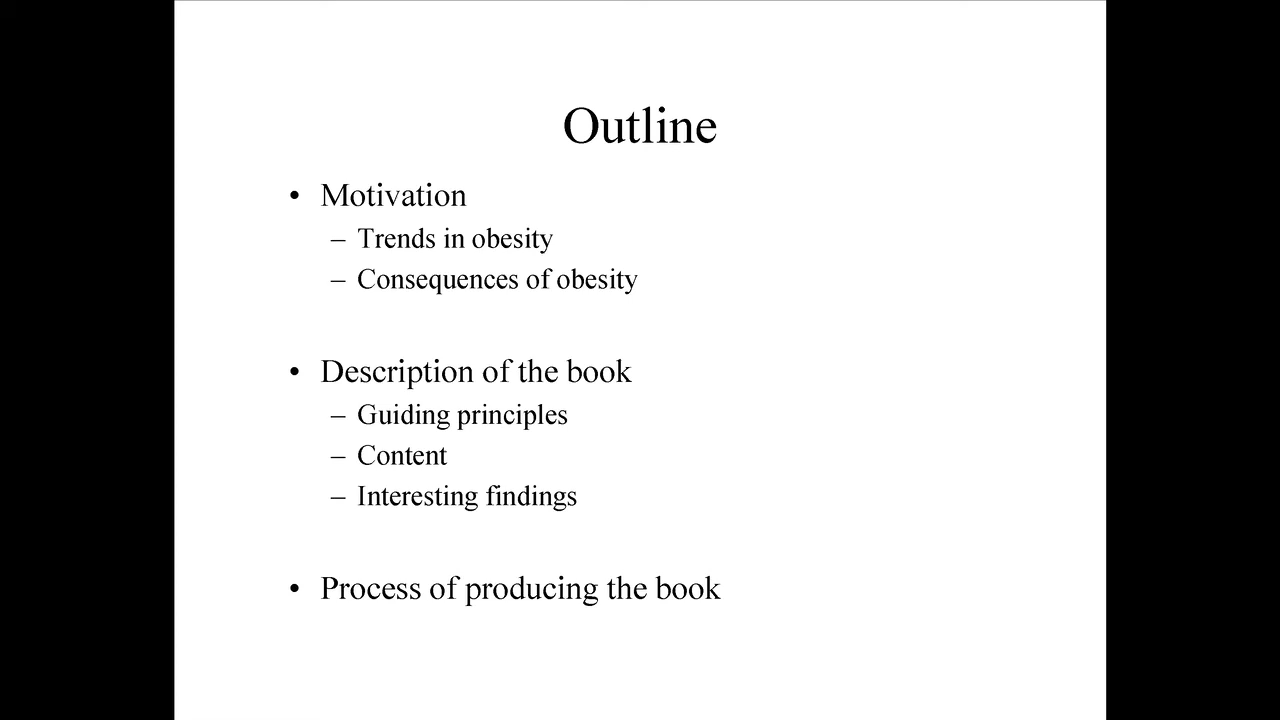 Outline
• Motivation
– Trends in obesity
– Consequences of obesity
• Description of the book
– Guiding principles
– Content
– Interesting findings
• Process of producing the book